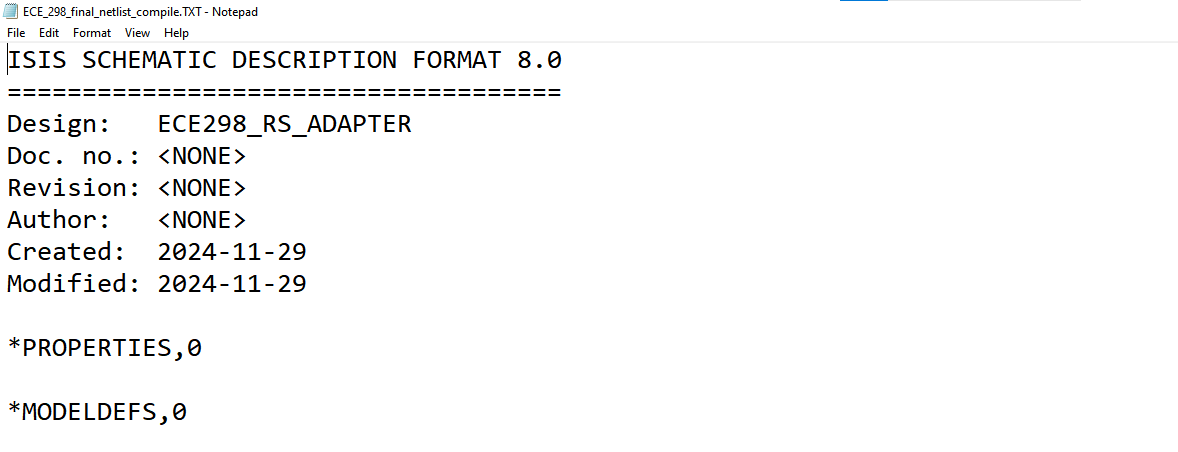 ECE_298_final_netlist_compile.TXT - Notepad
File Edit Format View Help
ISIS SCHEMATIC DESCRIPTION FORMAT 8.0
=====================================
Design:   ECE298_RS_ADAPTER
Doc. no.: <NONE>
Revision: <NONE>
Author:   <NONE>
Created:  2024-11-29
Modified: 2024-11-29
*PROPERTIES,0
*MODELDEFS,0